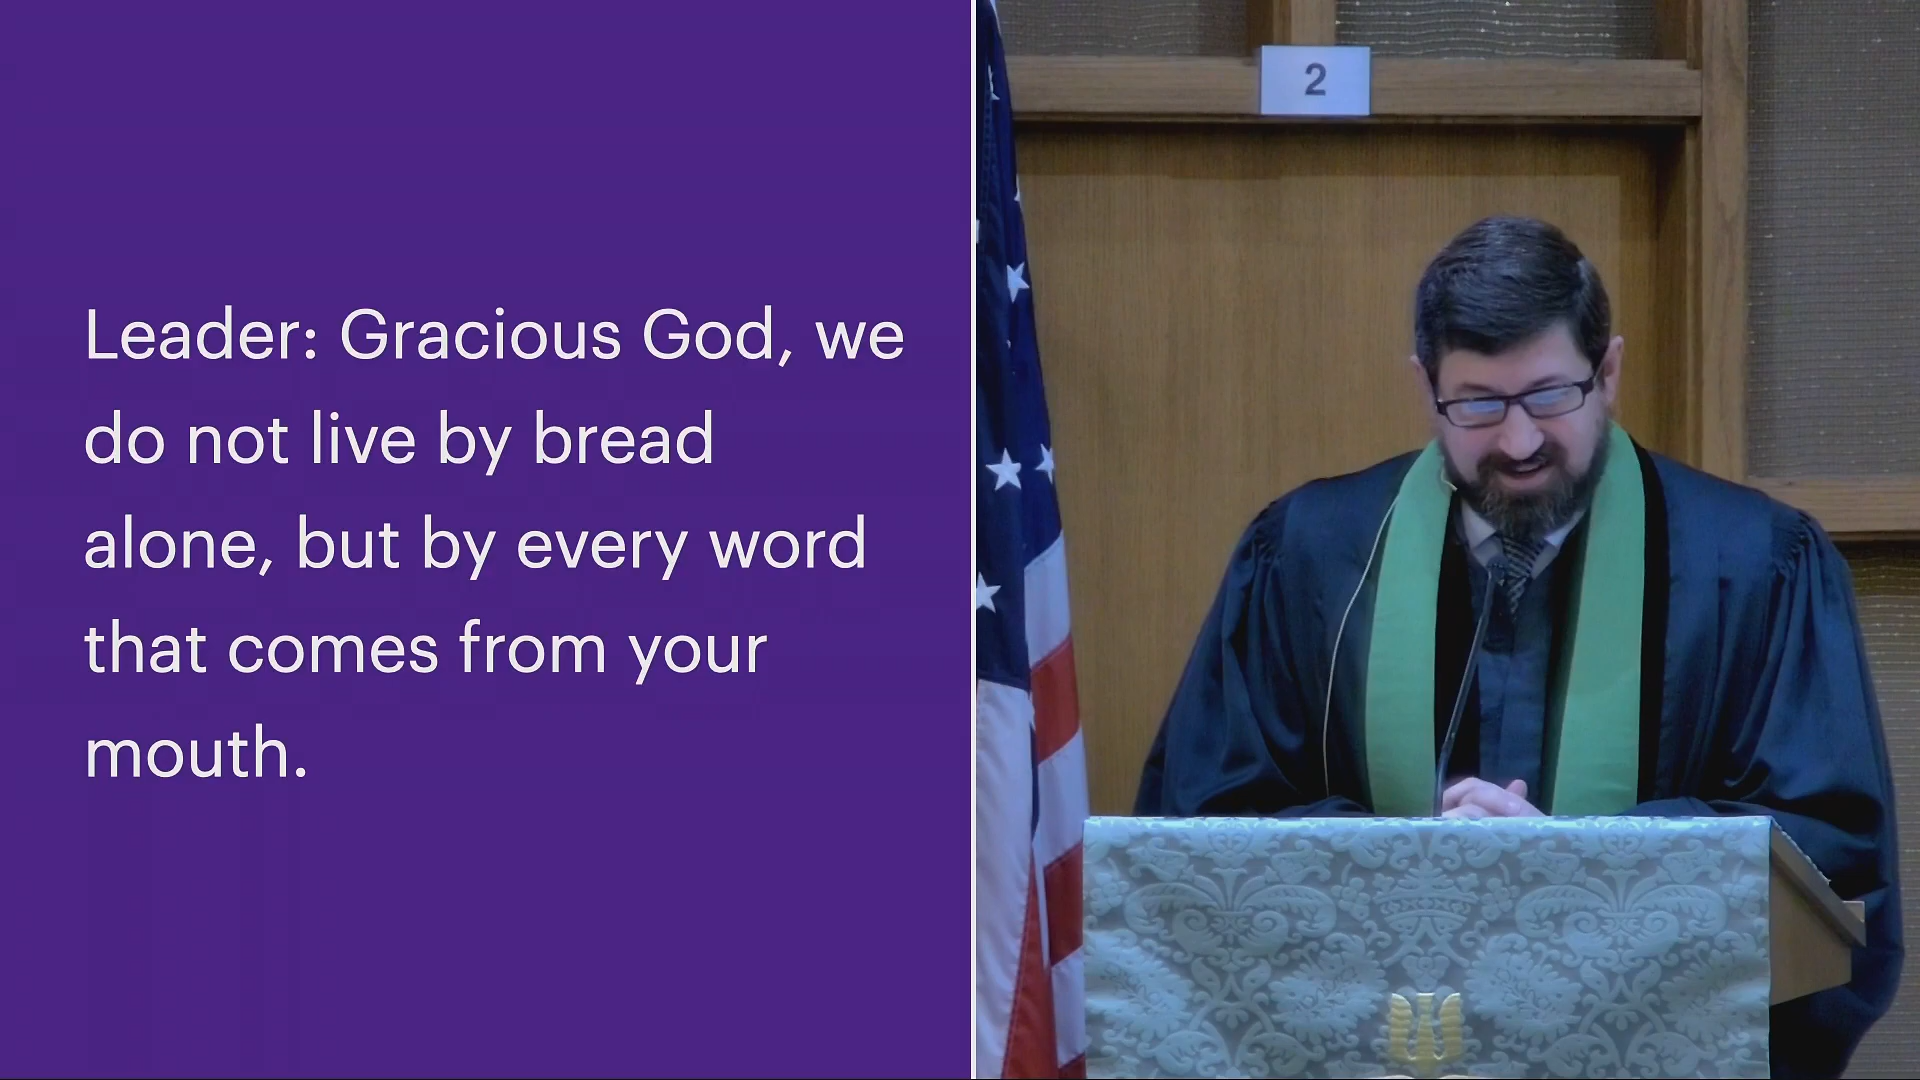 Leader: Gracious God, we
do not live by bread
alone, but by every word
that comes from your
mouth.
2